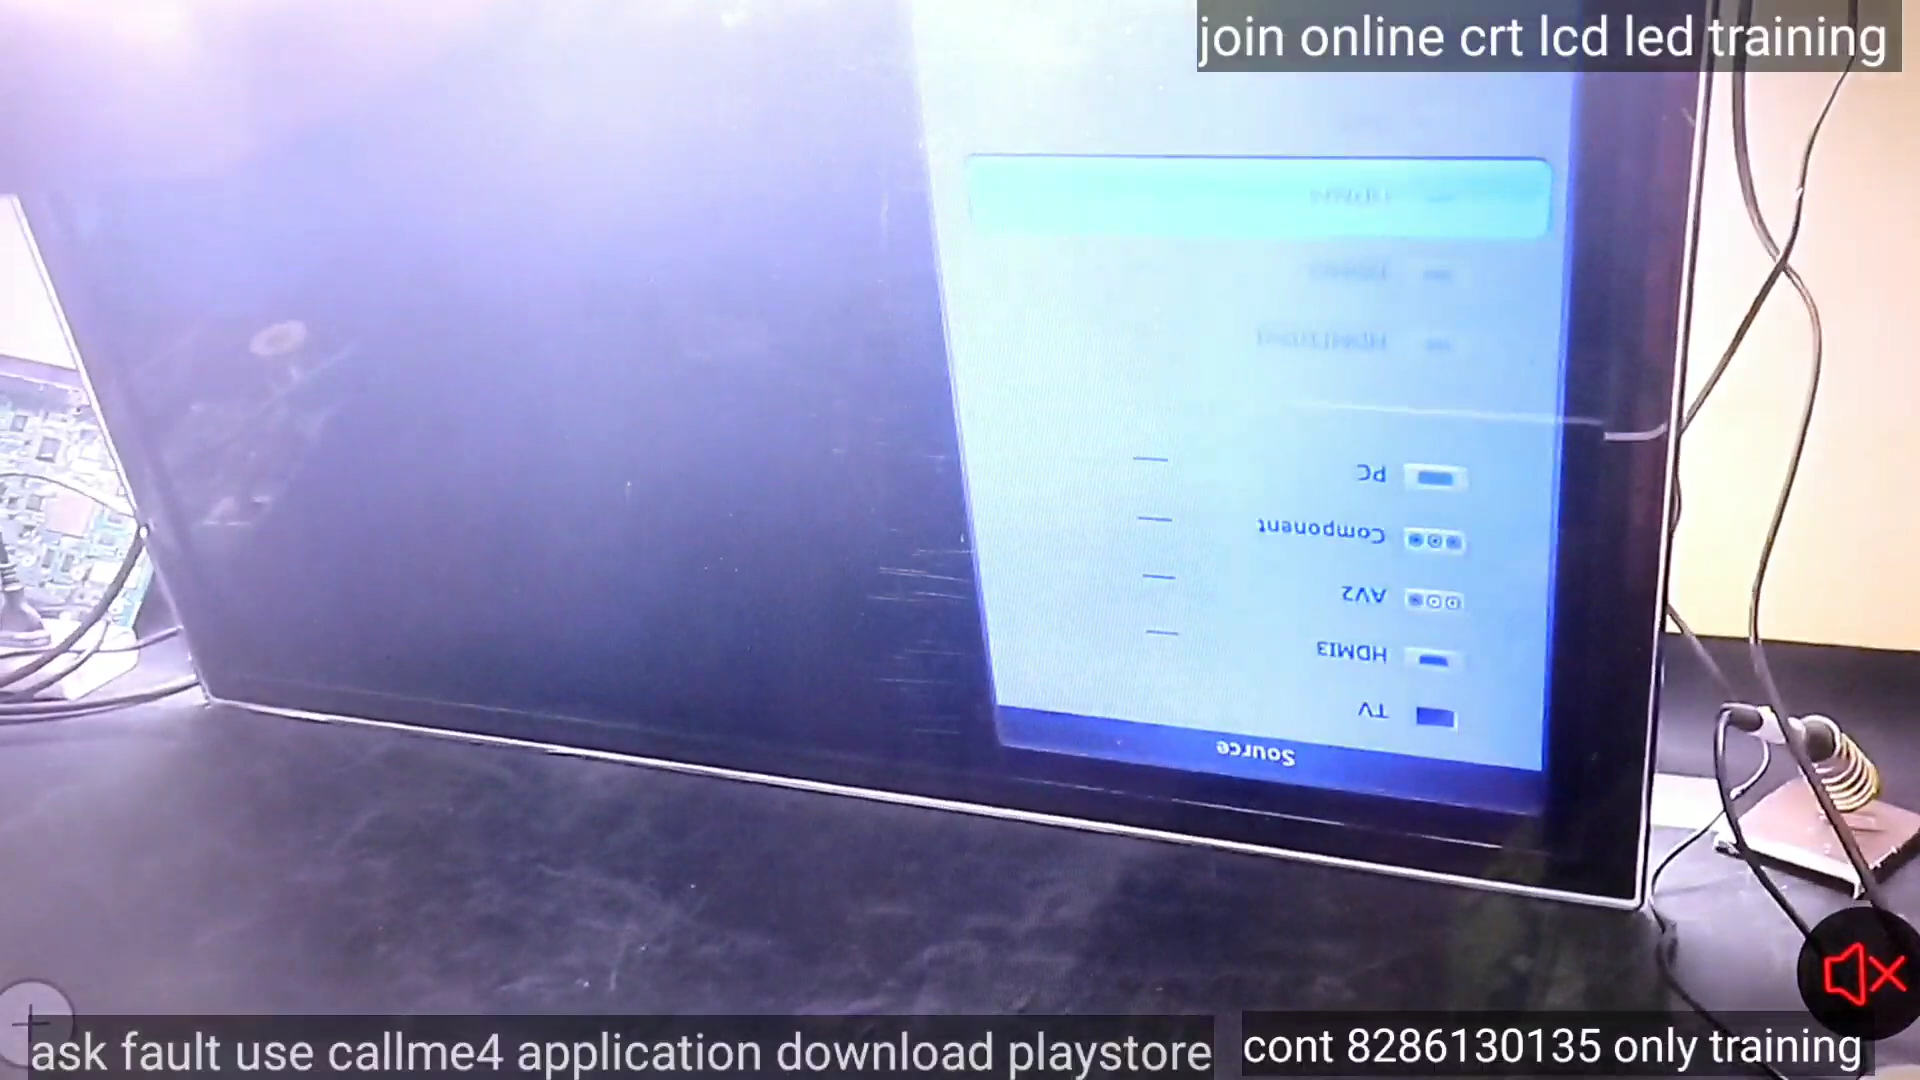 join online crt lcd led training
PC
Component
AV2
HDMI3
TV
Source
ask fault use callme4 application download playstore
cont 8286130135 only training